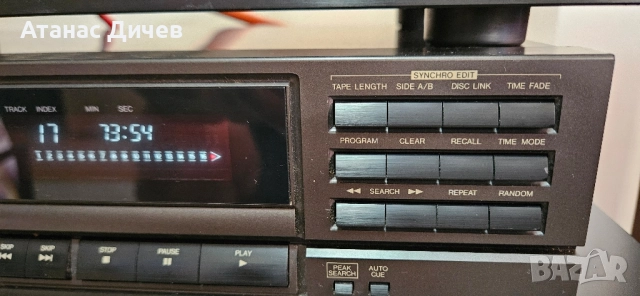 Атанас Дичев
SYNCHRO EDIT
TAPE LENGTH SIDE A/B DISC LINK TIME FADE
TRACK INDEX MIN SEC
17 73:54
PROGRAM CLEAR RECALL TIME MODE
◄◄ SEARCH ►► REPEAT RANDOM
SKIP SKIP STOP PAUSE PLAY
PEAK SEARCH AUTO CUE
BAZAR